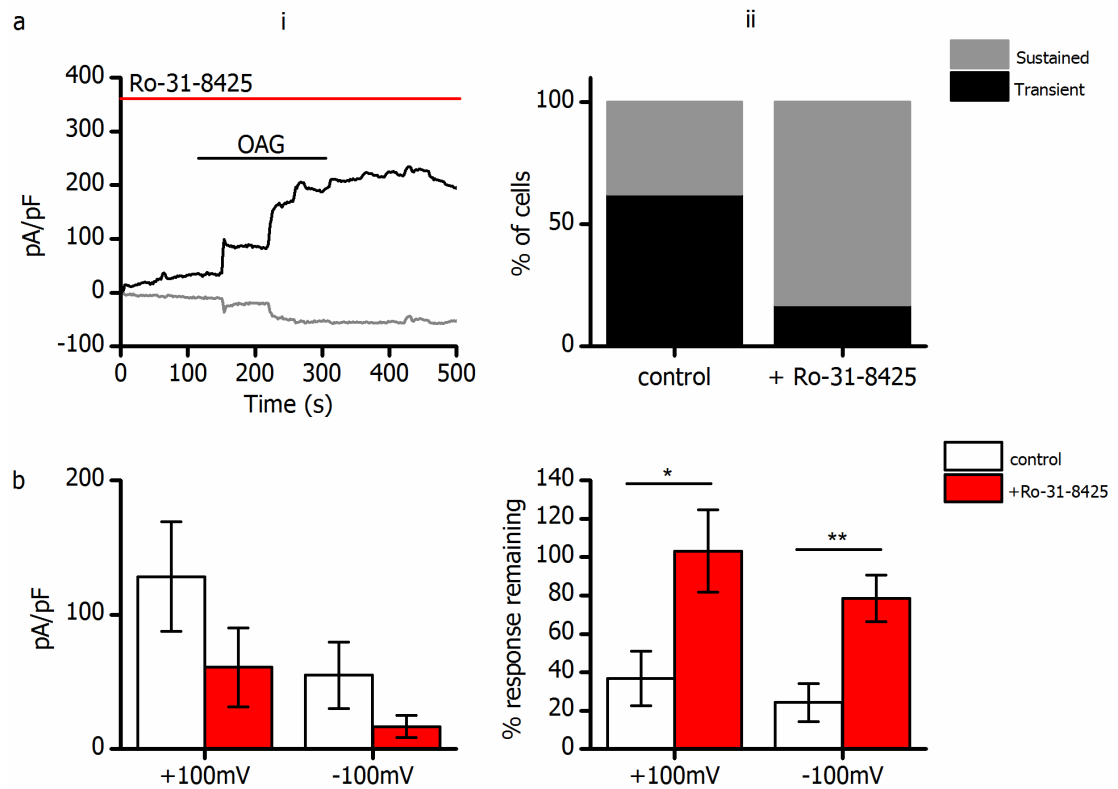 a
i
ii
Ro-31-8425
OAG
pA/pF
400
300
200
100
0
-100
0 100 200 300 400 500
Time (s)
Sustained
Transient
% of cells
100
50
0
control + Ro-31-8425
b
pA/pF
200
100
0
+100mV -100mV
control
+Ro-31-8425
% response remaining
140
120
100
80
60
40
20
0
*
**
+100mV -100mV